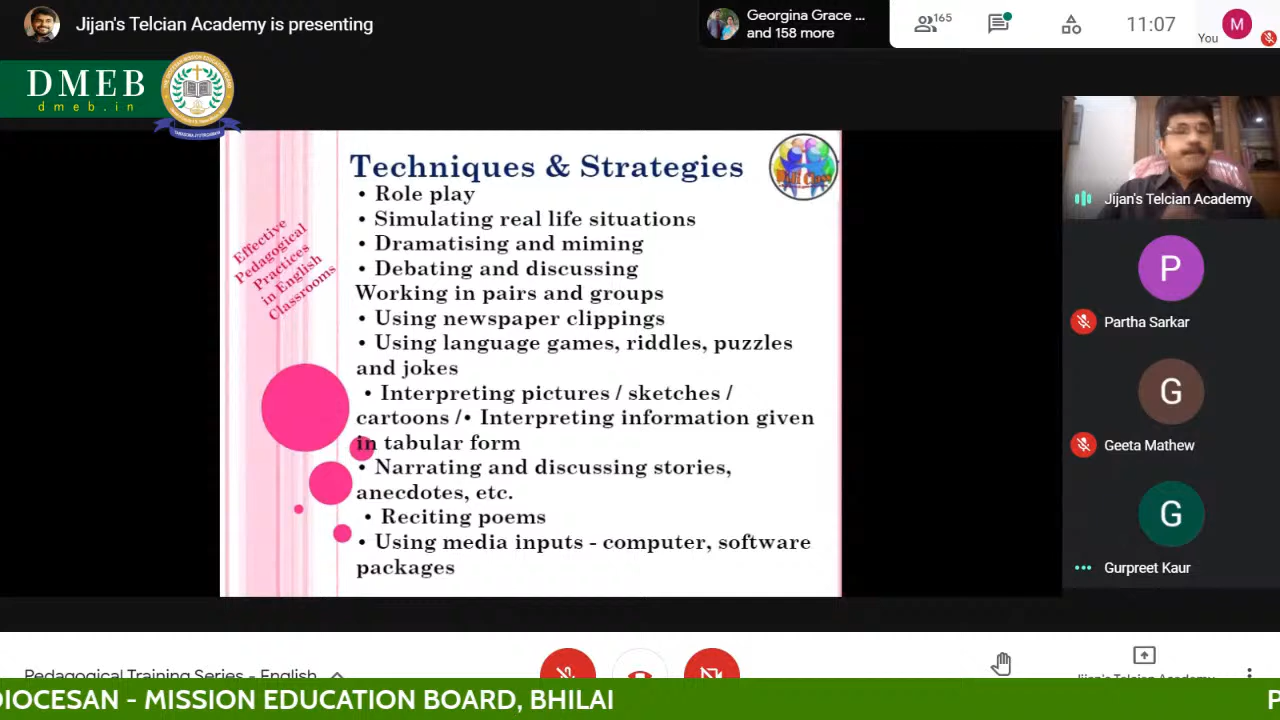 Jijan's Telcian Academy is presenting
Georgina Grace ...
and 158 more
165
11:07
You
M
DMEB
dmeb.in
Techniques & Strategies
• Role play
• Simulating real life situations
• Dramatising and miming
• Debating and discussing
Working in pairs and groups
• Using newspaper clippings
• Using language games, riddles, puzzles
and jokes
• Interpreting pictures / sketches /
cartoons /• Interpreting information given
in tabular form
• Narrating and discussing stories,
anecdotes, etc.
• Reciting poems
• Using media inputs - computer, software
packages
Effective
Pedagogical
Practices
in English
Classrooms
Jijan's Telcian Academy
P
Partha Sarkar
G
Geeta Mathew
G
Gurpreet Kaur
Pedagogical Training Series - English
Jijan's Telcian Academy
DIOCESAN - MISSION EDUCATION BOARD, BHILAI
P